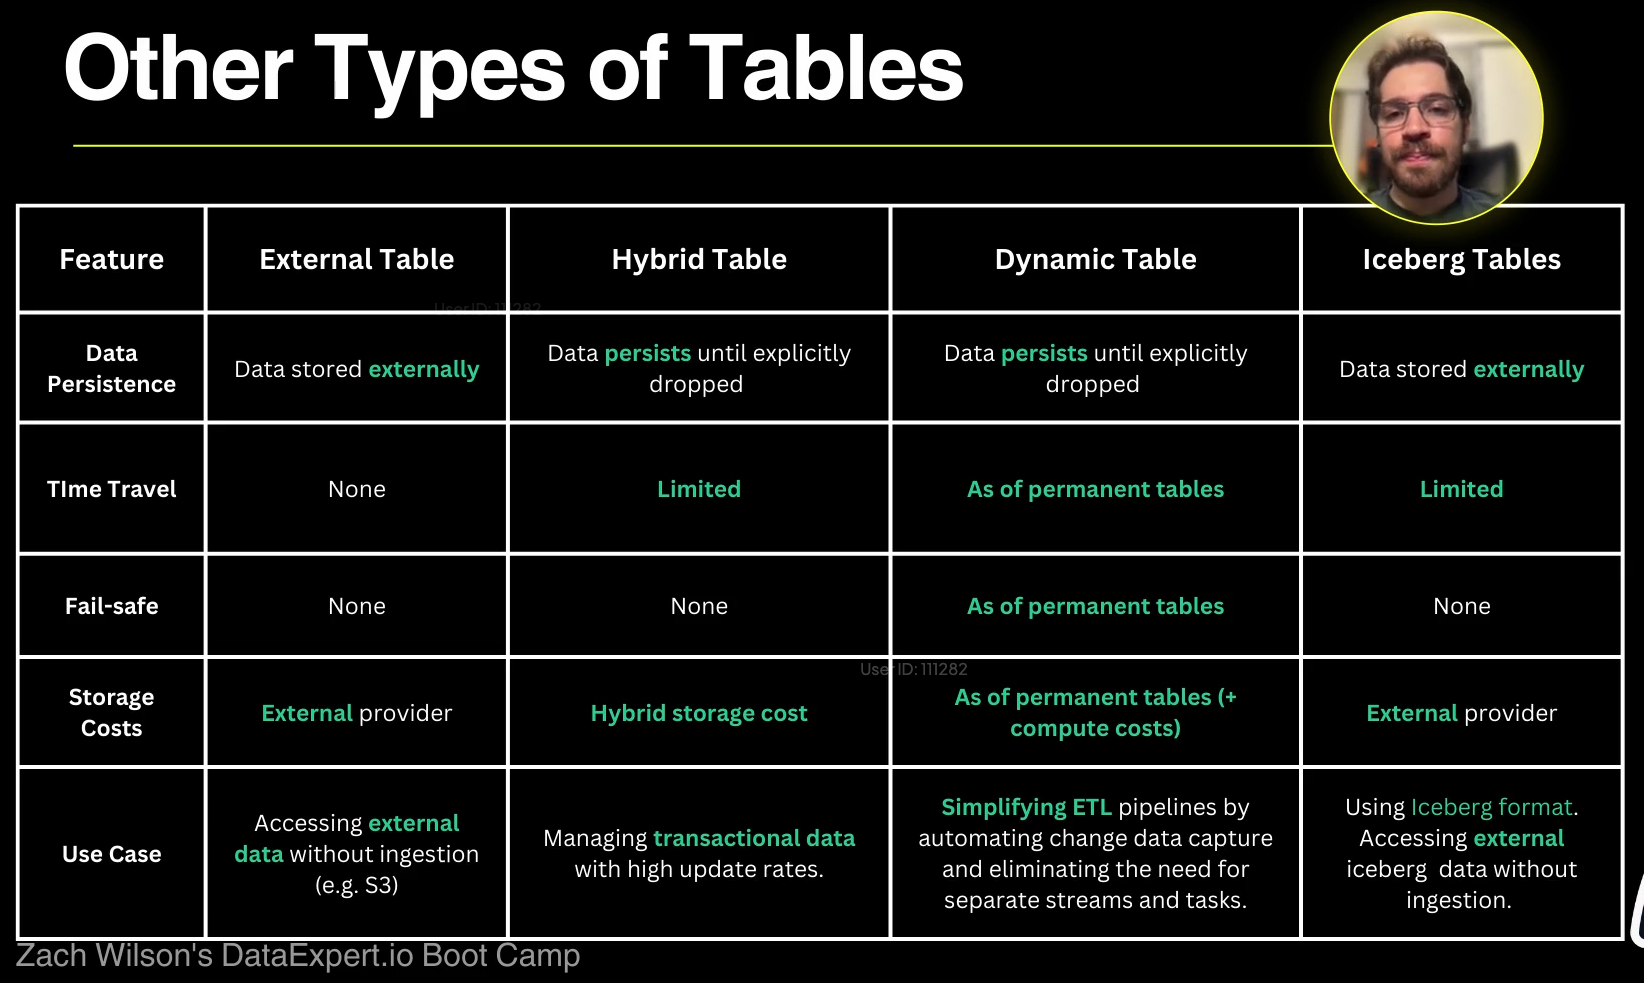 Other Types of Tables
Feature
External Table
Hybrid Table
Dynamic Table
Iceberg Tables
User ID: 111282
Data
Persistence
Data stored externally
Data persists until explicitly
dropped
Data persists until explicitly
dropped
Data stored externally
TIme Travel
None
Limited
As of permanent tables
Limited
Fail-safe
None
None
As of permanent tables
None
User ID: 111282
Storage
Costs
External provider
Hybrid storage cost
As of permanent tables (+
compute costs)
External provider
Use Case
Accessing external
data without ingestion
(e.g. S3)
Managing transactional data
with high update rates.
Simplifying ETL pipelines by
automating change data capture
and eliminating the need for
separate streams and tasks.
Using Iceberg format.
Accessing external
iceberg  data without
ingestion.
Zach Wilson's DataExpert.io Boot Camp